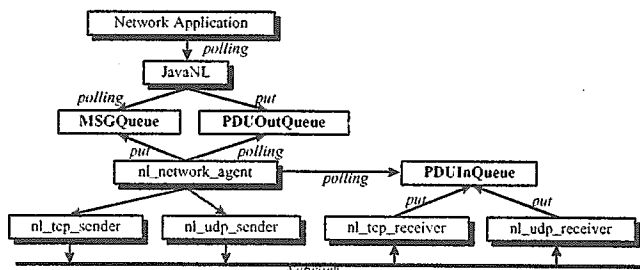 Network Application
polling
JavaNL
polling put
MSGQueue PDUOutQueue
put polling
nl_network_agent polling PDUInQueue
put put
nl_tcp_sender nl_udp_sender nl_tcp_receiver nl_udp_receiver